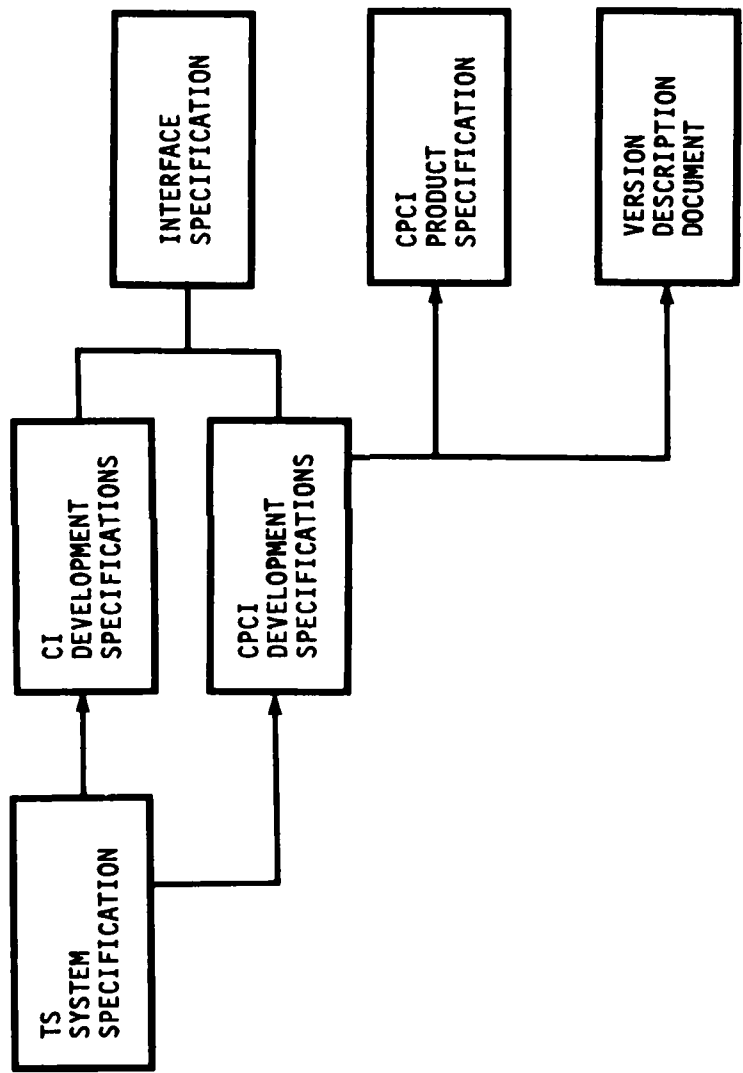 TS
SYSTEM
SPECIFICATION
CI
DEVELOPMENT
SPECIFICATIONS
CPCI
DEVELOPMENT
SPECIFICATIONS
INTERFACE
SPECIFICATION
CPCI
PRODUCT
SPECIFICATION
VERSION
DESCRIPTION
DOCUMENT